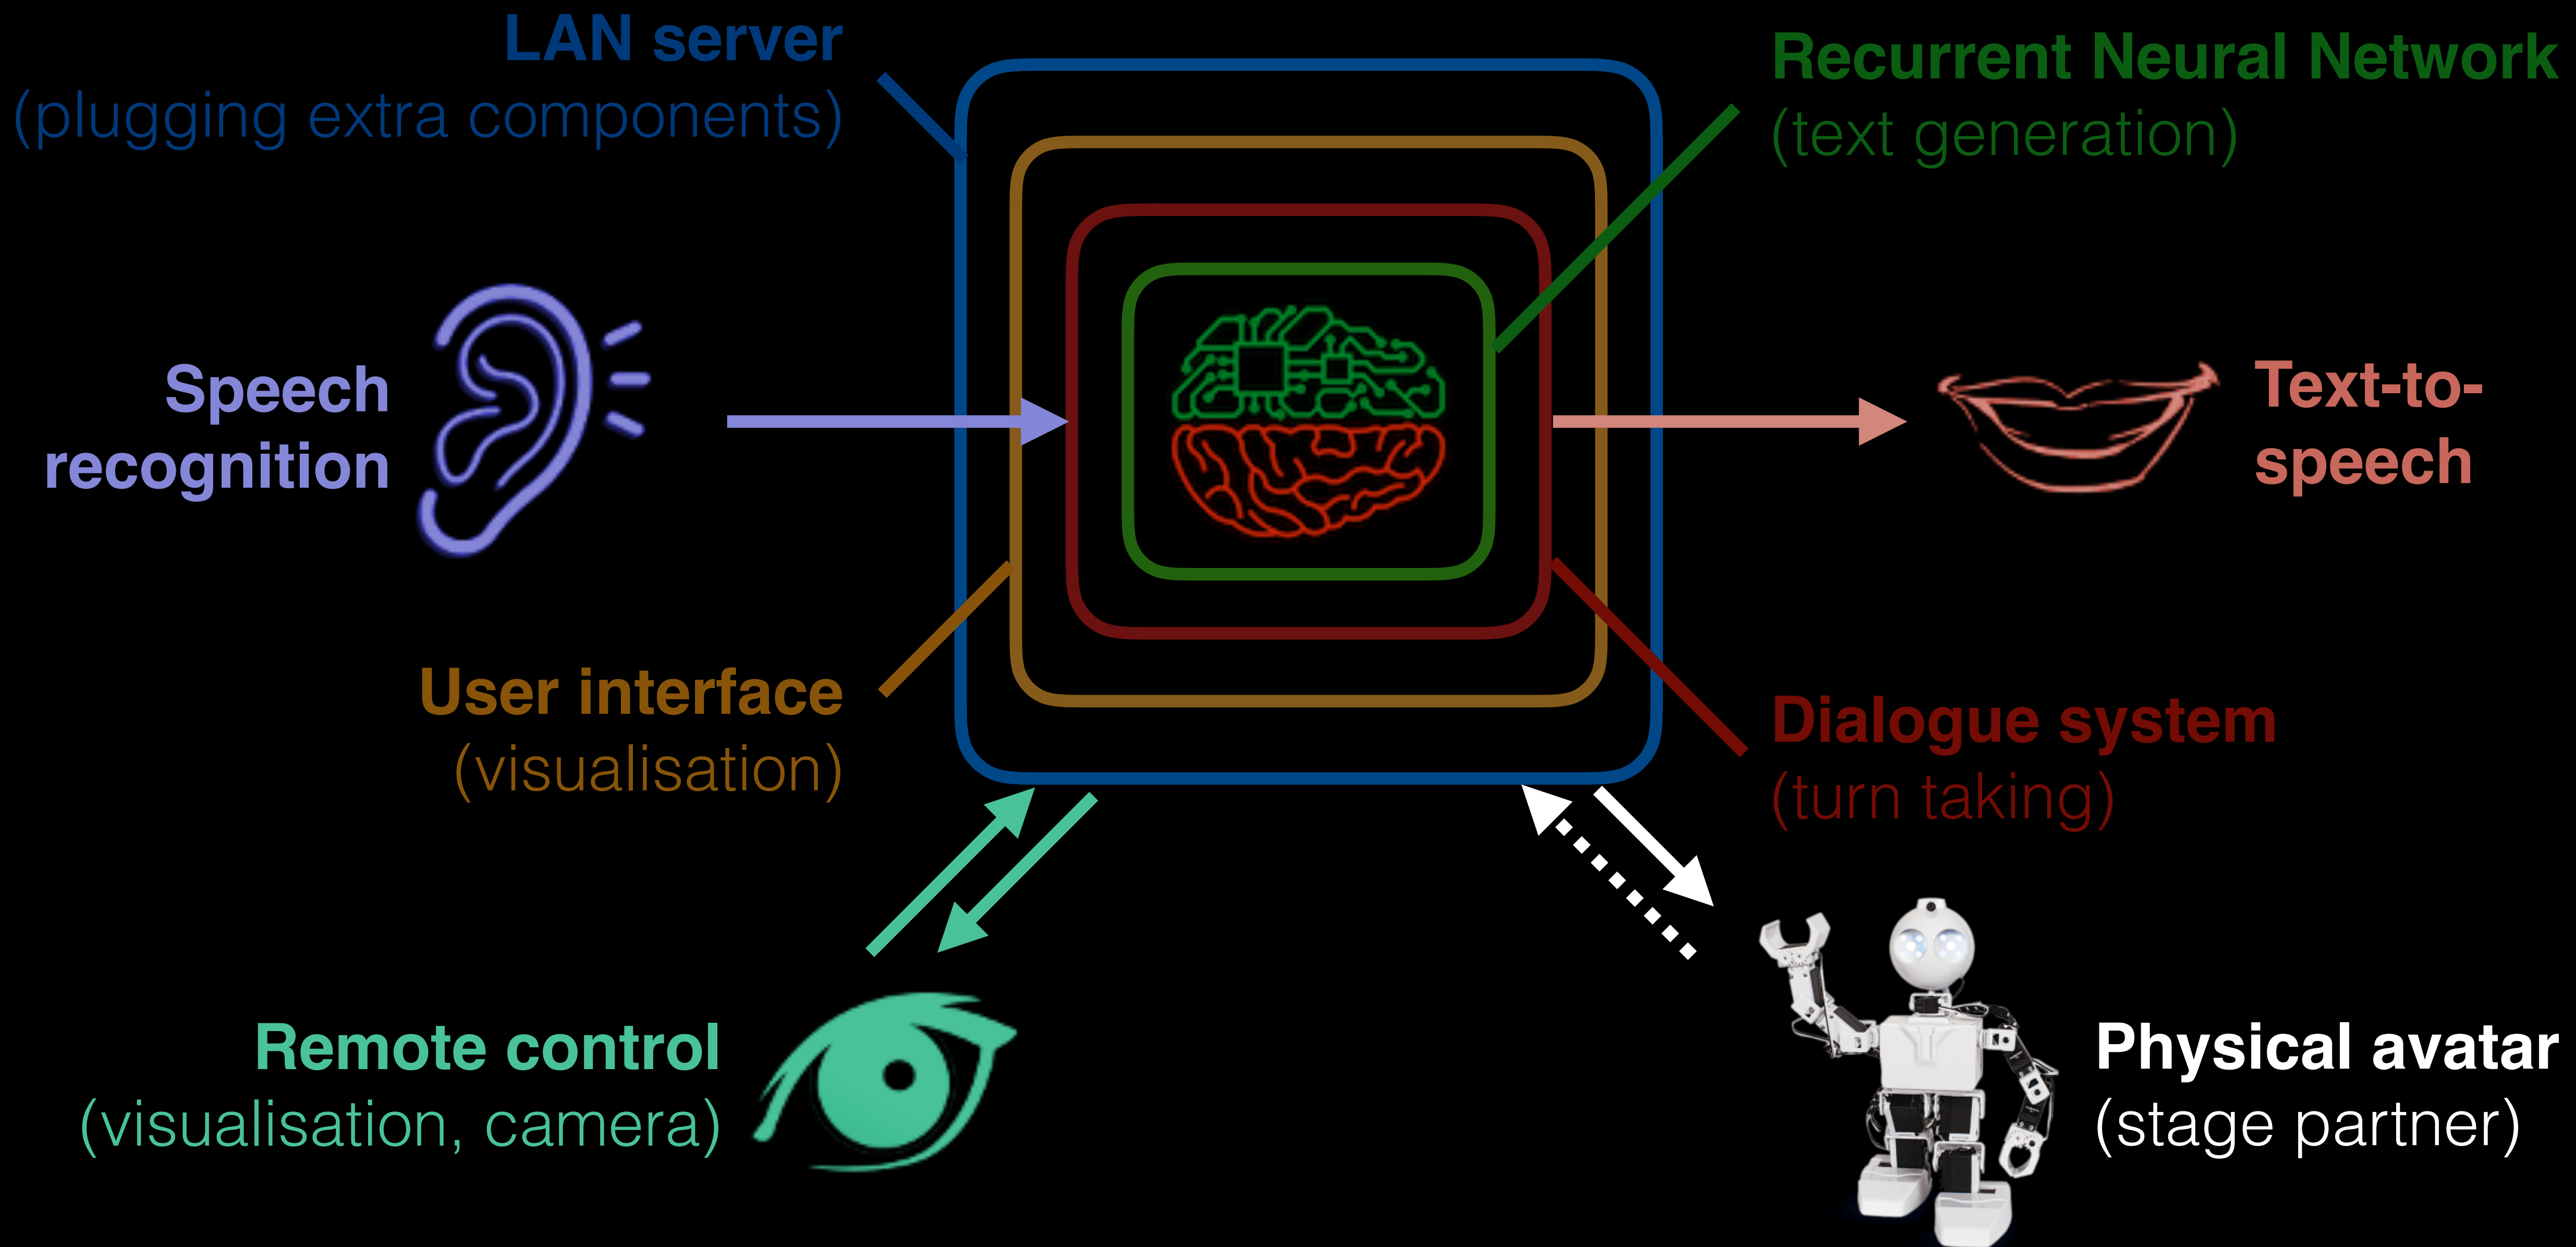 LAN server
(plugging extra components)
Recurrent Neural Network
(text generation)
Speech
recognition
Text-to-
speech
User interface
(visualisation)
Dialogue system
(turn taking)
Remote control
(visualisation, camera)
Physical avatar
(stage partner)